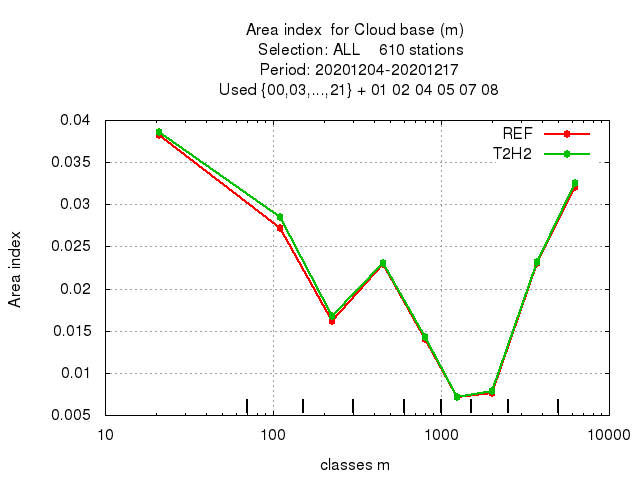 Area index  for Cloud base (m)
Selection: ALL    610 stations
Period: 20201204-20201217
Used {00,03,...,21} + 01 02 04 05 07 08
REF
T2H2
0.04
0.035
0.03
0.025
0.02
0.015
0.01
0.005
Area index
10 100 1000 10000
classes m